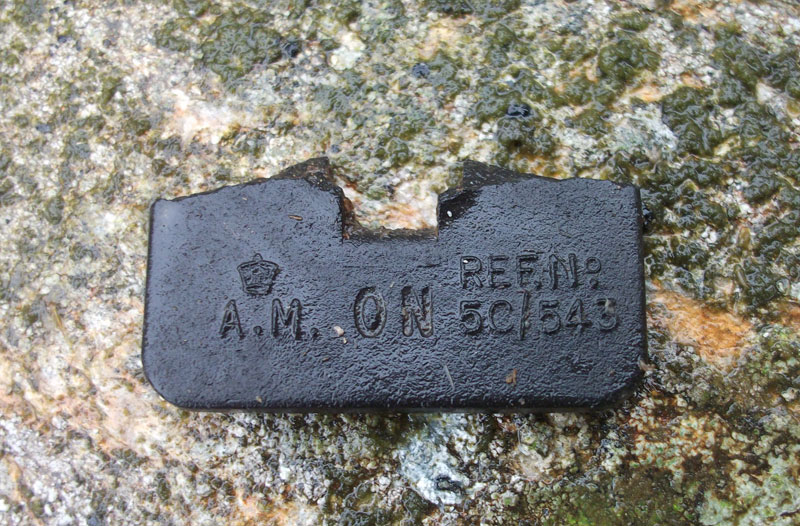 A.M. ON
REF. No.
5C/543